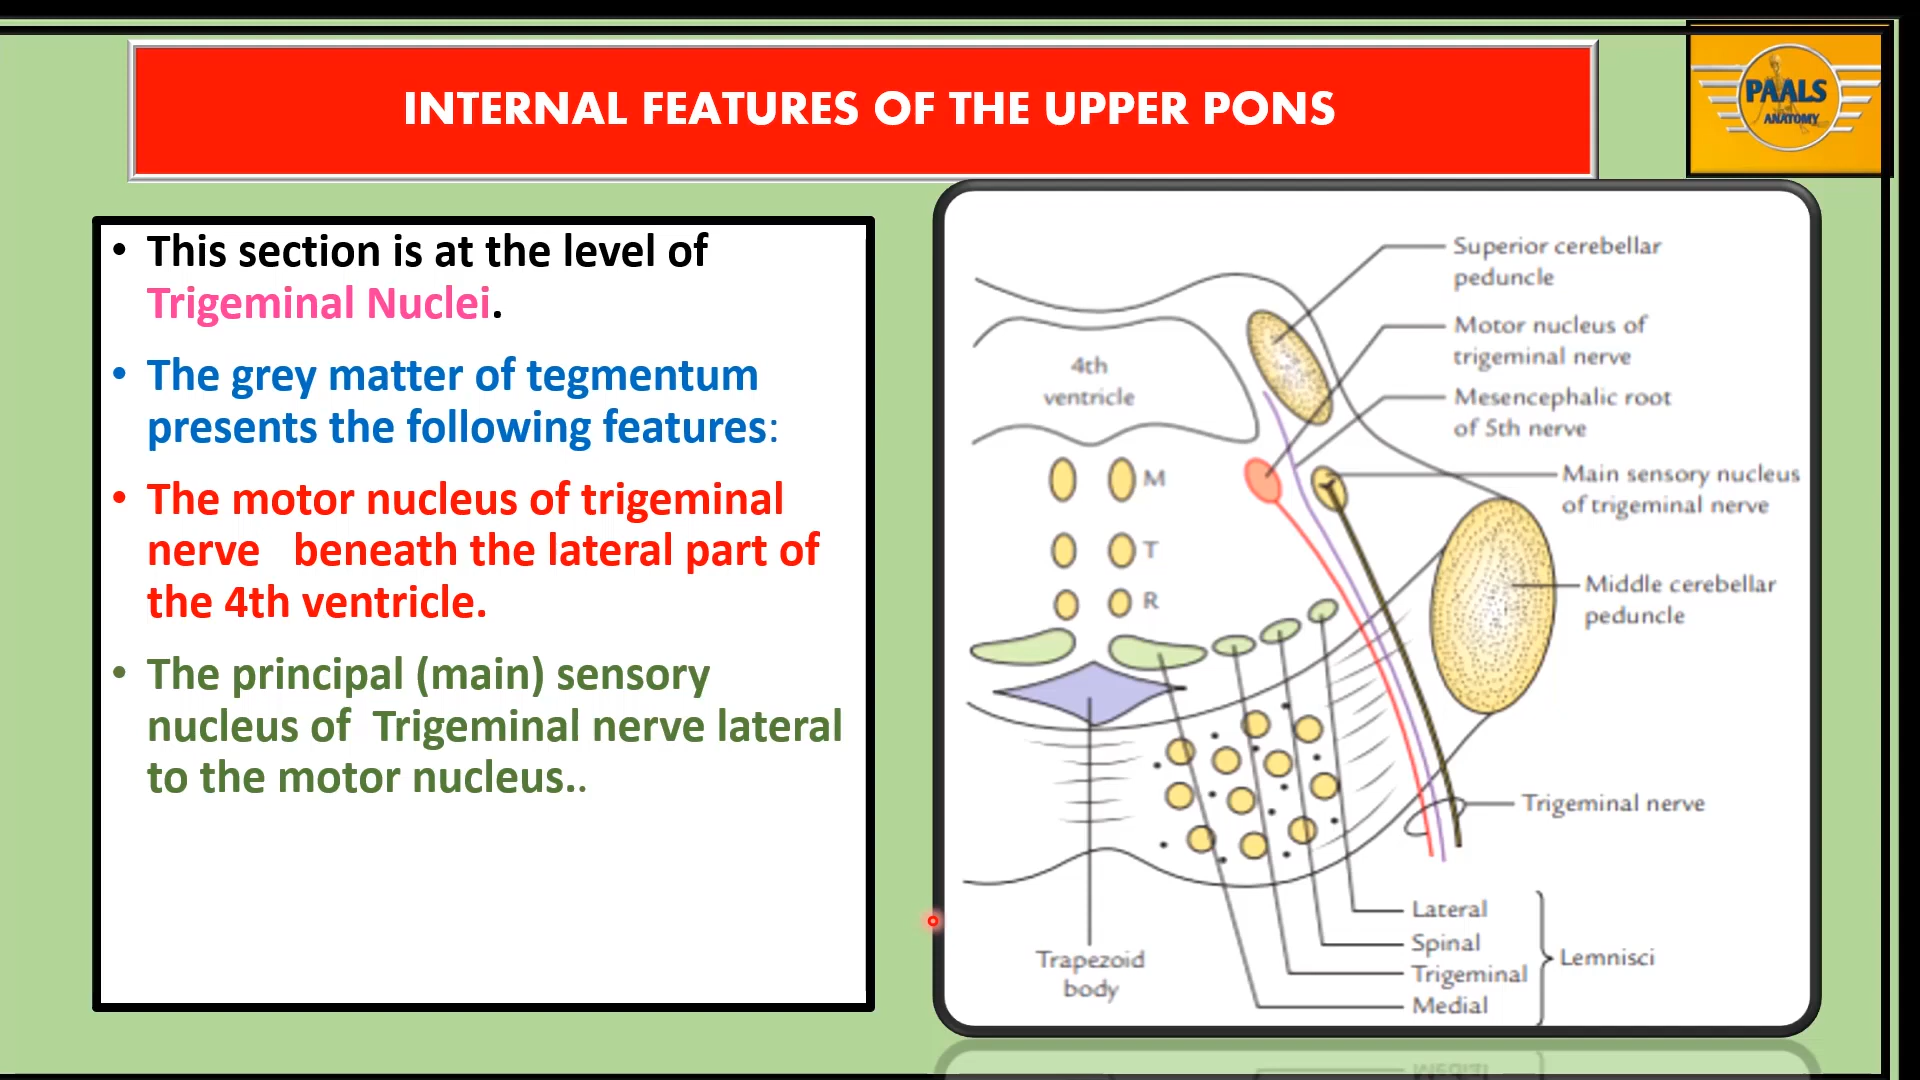 INTERNAL FEATURES OF THE UPPER PONS
PAALS
ANATOMY
• This section is at the level of
Trigeminal Nuclei.
• The grey matter of tegmentum
presents the following features:
• The motor nucleus of trigeminal
nerve beneath the lateral part of
the 4th ventricle.
• The principal (main) sensory
nucleus of Trigeminal nerve lateral
to the motor nucleus..
Superior cerebellar
peduncle
Motor nucleus of
trigeminal nerve
4th
ventricle
Mesencephalic root
of 5th nerve
M
Main sensory nucleus
of trigeminal nerve
T
R
Middle cerebellar
peduncle
Trigeminal nerve
Lateral
Spinal
Trigeminal
Medial
Lemnisci
Trapezoid
body